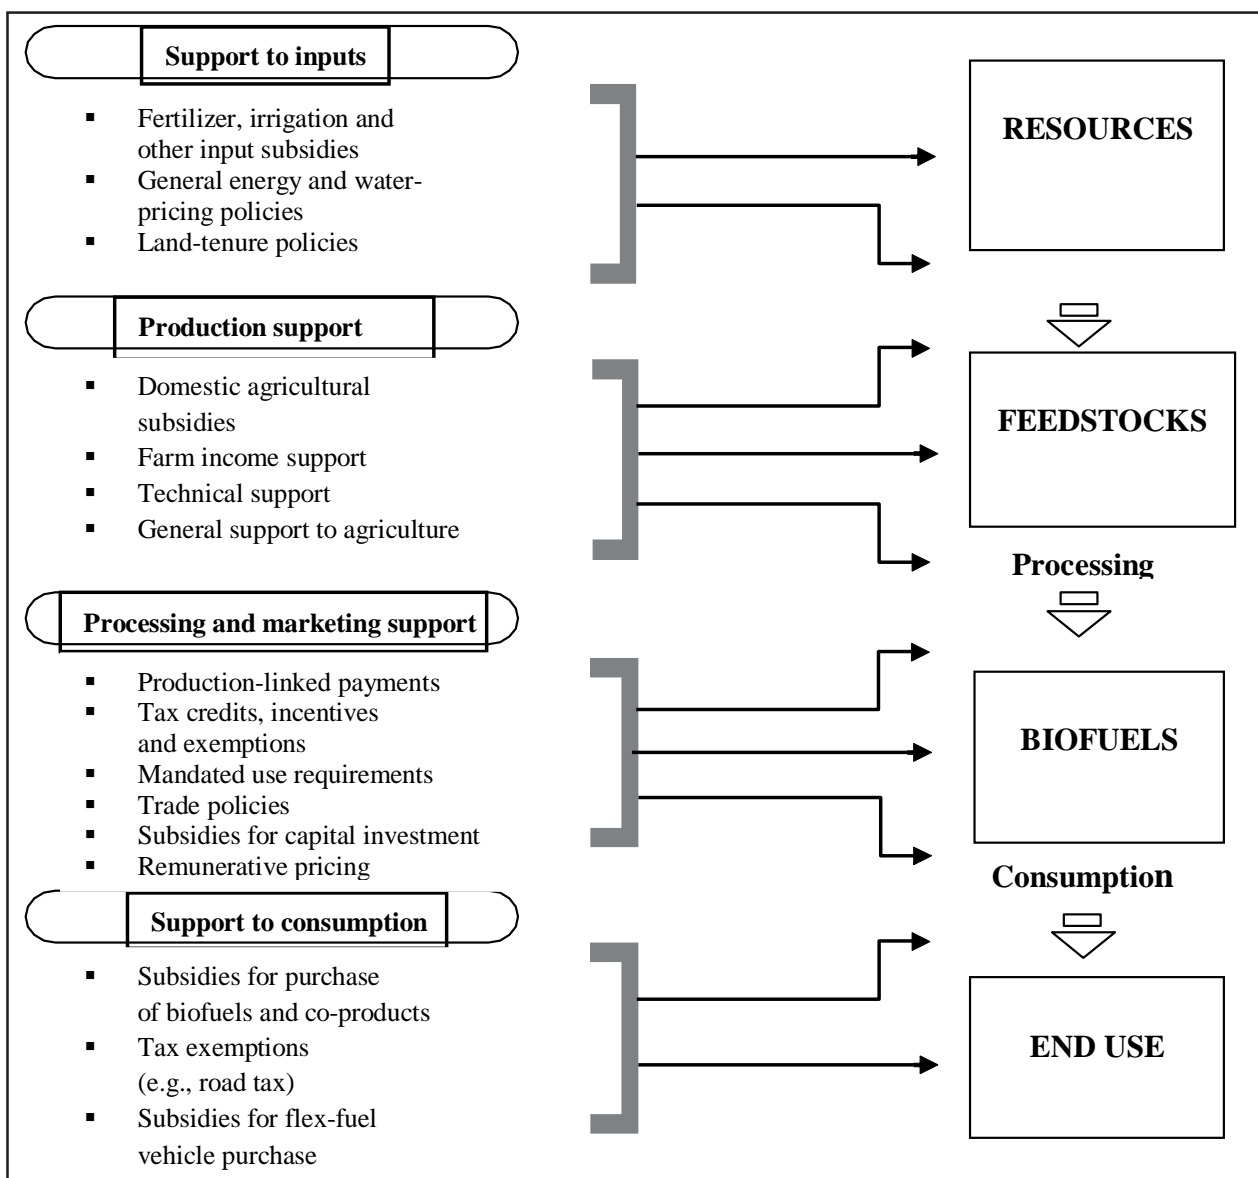 Support to inputs
▪ Fertilizer, irrigation and
other input subsidies
▪ General energy and water-
pricing policies
▪ Land-tenure policies
RESOURCES
Production support
▪ Domestic agricultural
subsidies
▪ Farm income support
▪ Technical support
▪ General support to agriculture
FEEDSTOCKS
Processing
Processing and marketing support
▪ Production-linked payments
▪ Tax credits, incentives
and exemptions
▪ Mandated use requirements
▪ Trade policies
▪ Subsidies for capital investment
▪ Remunerative pricing
BIOFUELS
Consumption
Support to consumption
▪ Subsidies for purchase
of biofuels and co-products
▪ Tax exemptions
(e.g., road tax)
▪ Subsidies for flex-fuel
vehicle purchase
END USE